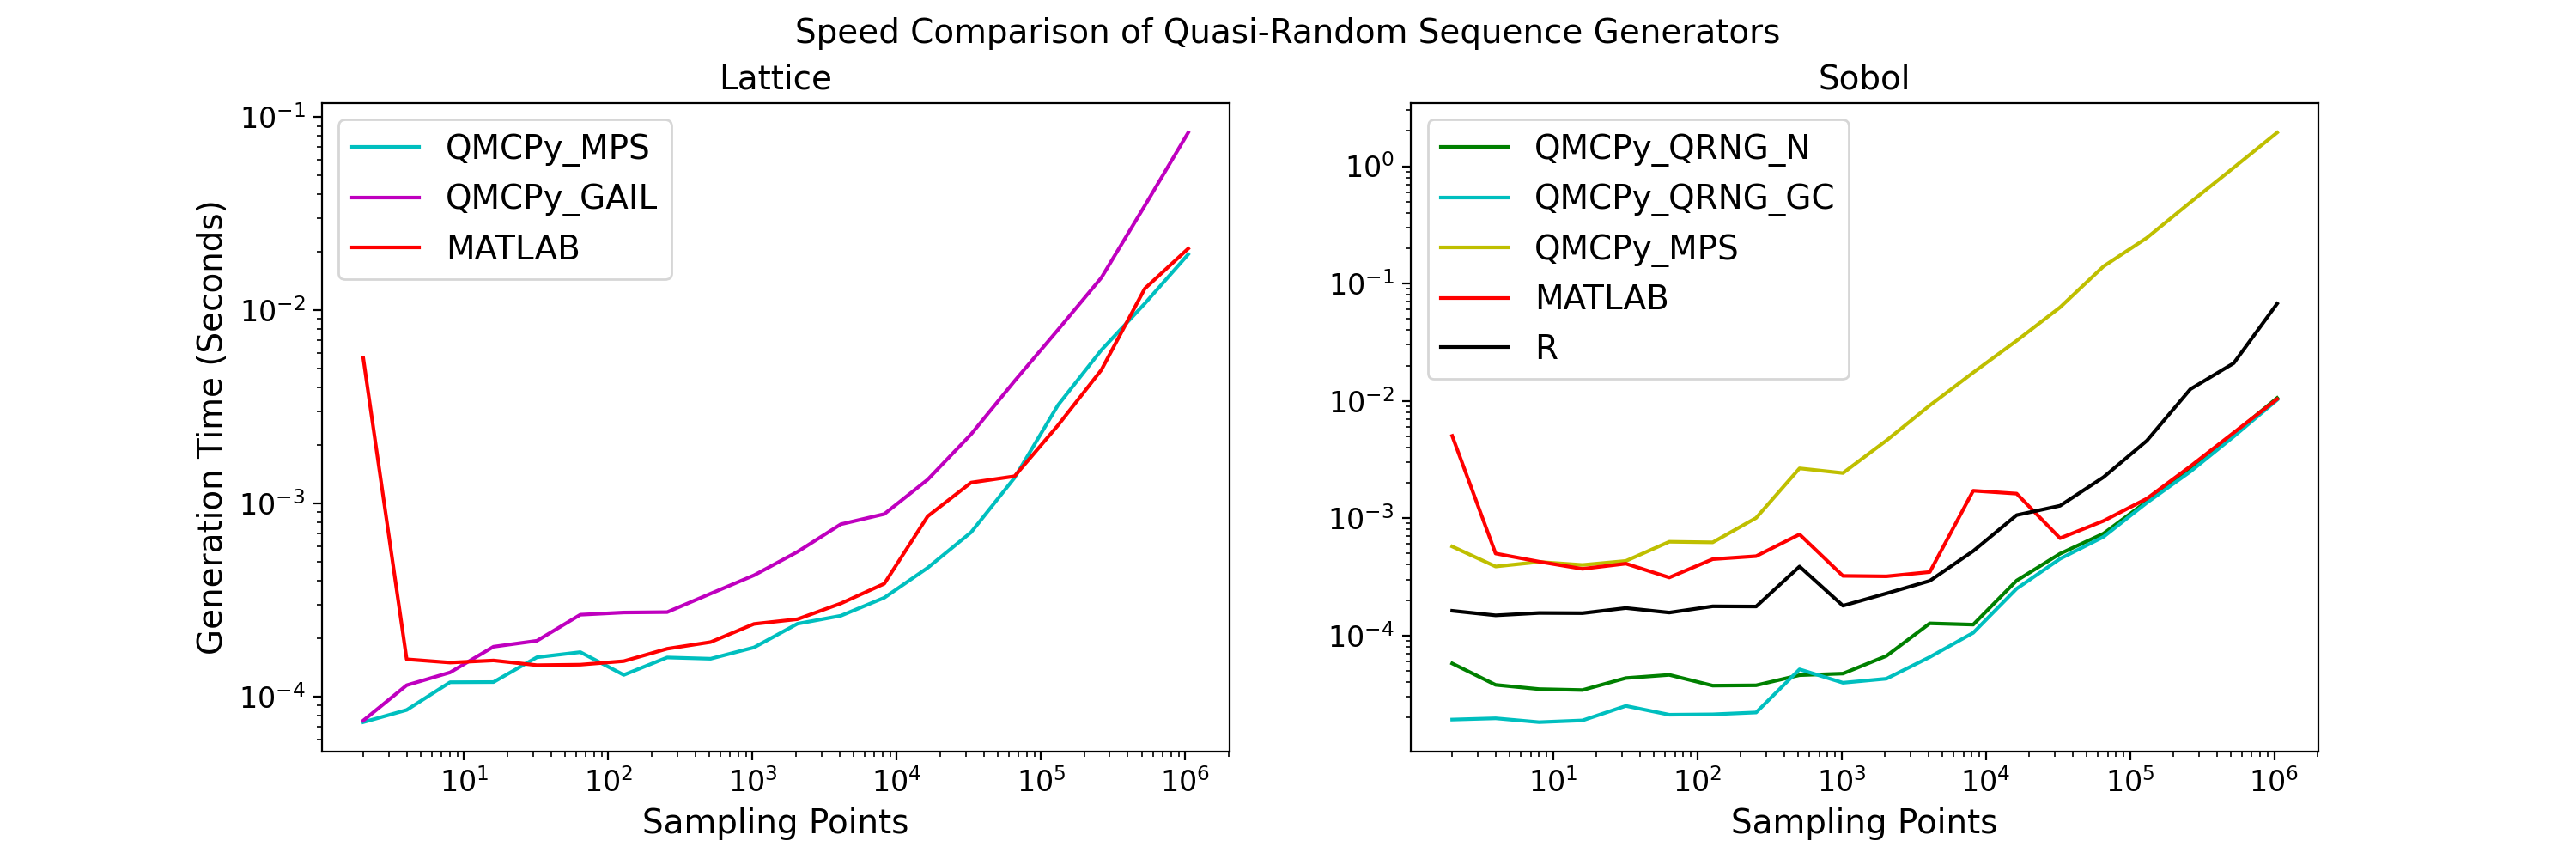 Speed Comparison of Quasi-Random Sequence Generators
Lattice
10⁻¹
10⁻²
10⁻³
10⁻⁴
Generation Time (Seconds)
QMCPy_MPS
QMCPy_GAIL
MATLAB
10¹ 10² 10³ 10⁴ 10⁵ 10⁶
Sampling Points
Sobol
10⁰
10⁻¹
10⁻²
10⁻³
10⁻⁴
QMCPy_QRNG_N
QMCPy_QRNG_GC
QMCPy_MPS
MATLAB
R
10¹ 10² 10³ 10⁴ 10⁵ 10⁶
Sampling Points